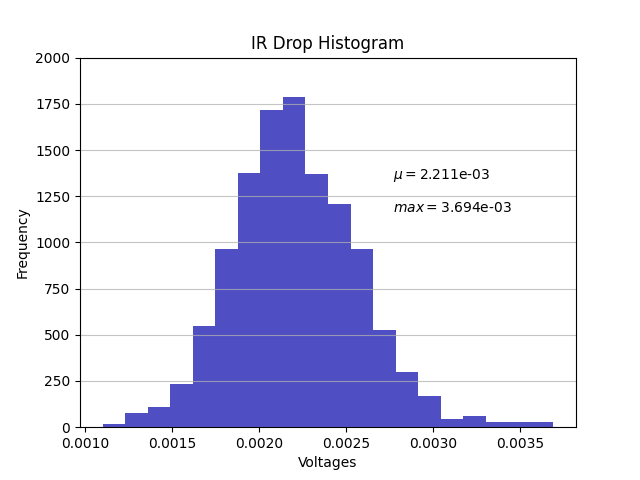 IR Drop Histogram
2000
1750
1500
1250
1000
750
500
250
0
Frequency
μ = 2.211e-03
max = 3.694e-03
0.0010 0.0015 0.0020 0.0025 0.0030 0.0035
Voltages